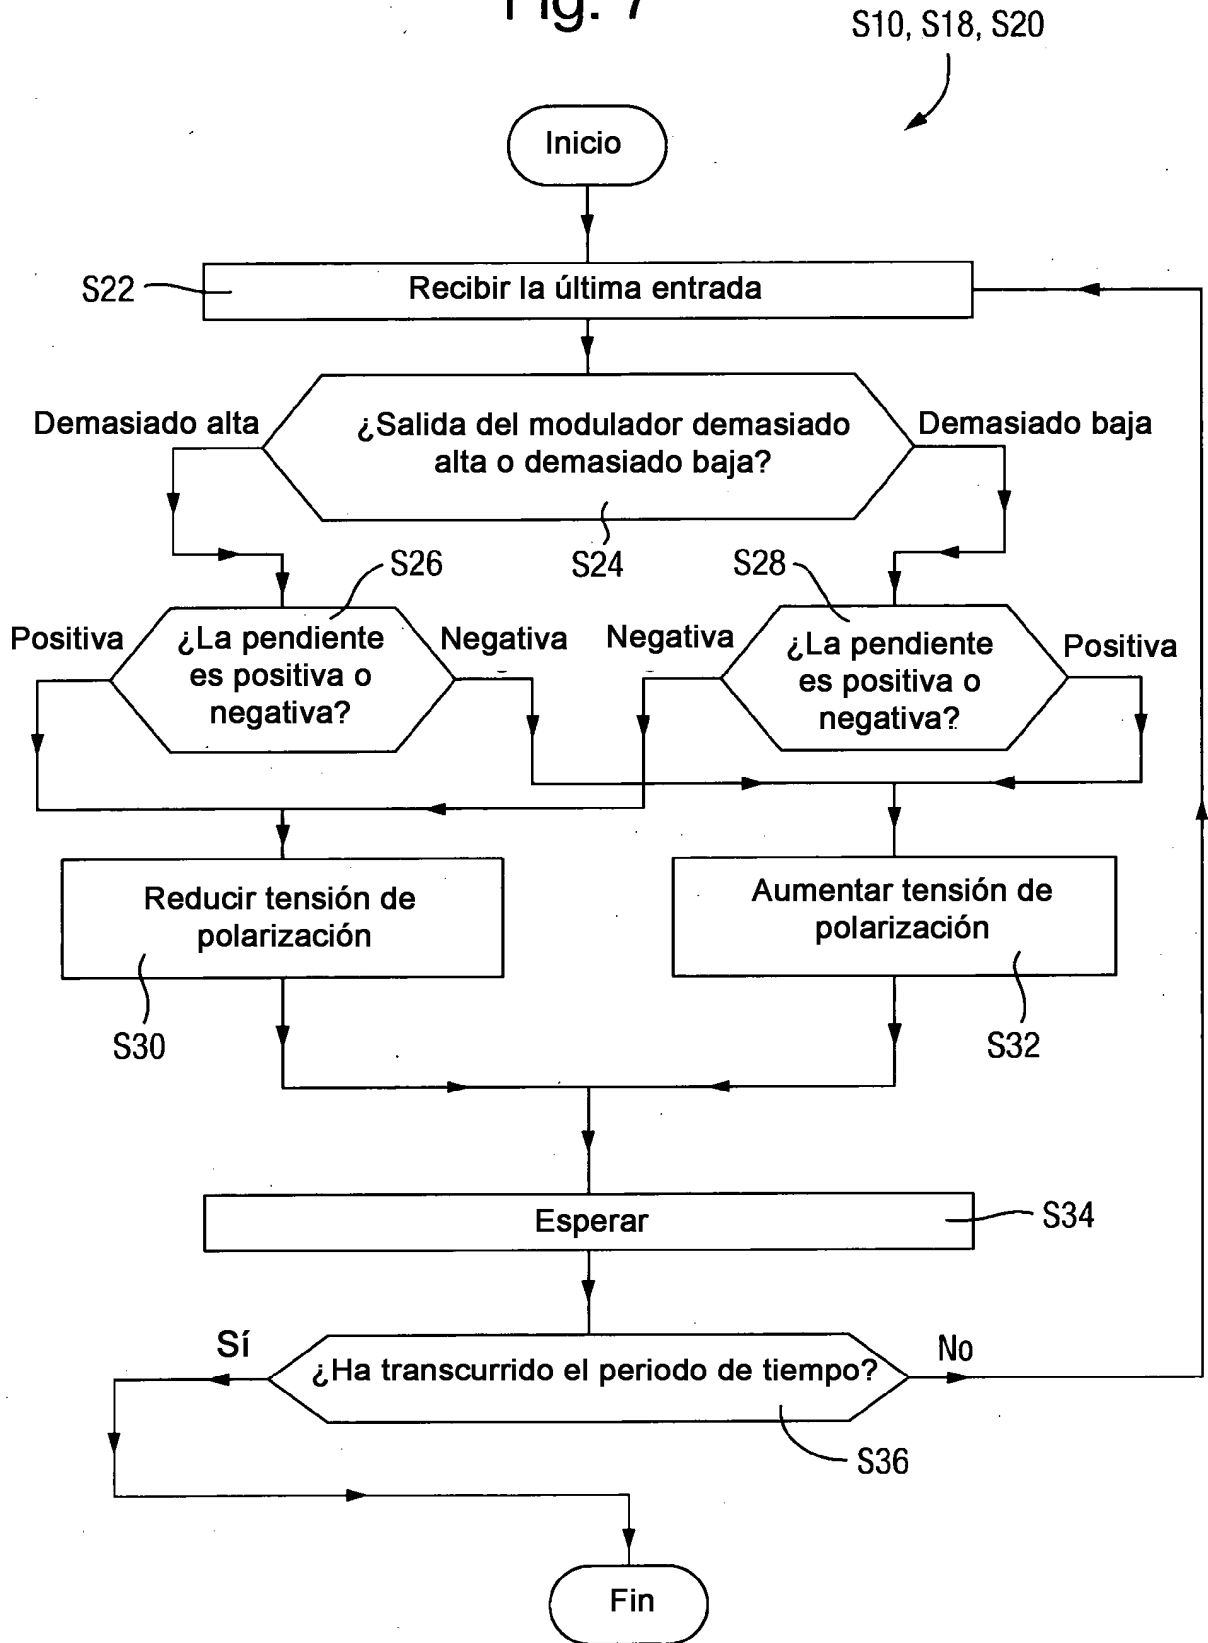 Fig. 7
S10, S18, S20
Inicio
S22
Recibir la última entrada
Demasiado alta
¿Salida del modulador demasiado
alta o demasiado baja?
Demasiado baja
S26
S24
S28
Positiva
¿La pendiente
es positiva o
negativa?
Negativa
Negativa
¿La pendiente
es positiva o
negativa?
Positiva
Reducir tensión de
polarización
Aumentar tensión de
polarización
S30
S32
Esperar
S34
Sí
¿Ha transcurrido el periodo de tiempo?
No
S36
Fin